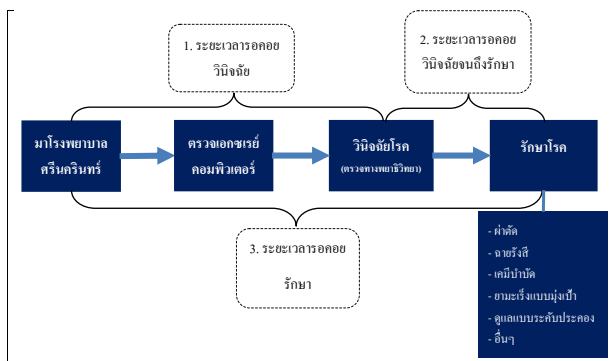 1. ระยะเวลารอคอย
วินิจฉัย
2. ระยะเวลารอคอย
วินิจฉัยจนถึงรักษา
มาโรงพยาบาล
ศรีนครินทร์
ตรวจเอกซเรย์
คอมพิวเตอร์
วินิจฉัยโรค
(ตรวจทางพยาธิวิทยา)
รักษาโรค
3. ระยะเวลารอคอย
รักษา
- ผ่าตัด
- ฉายรังสี
- เคมีบำบัด
- ยามะเร็งแบบมุ่งเป้า
- ดูแลแบบระคับประคอง
- อื่นๆ